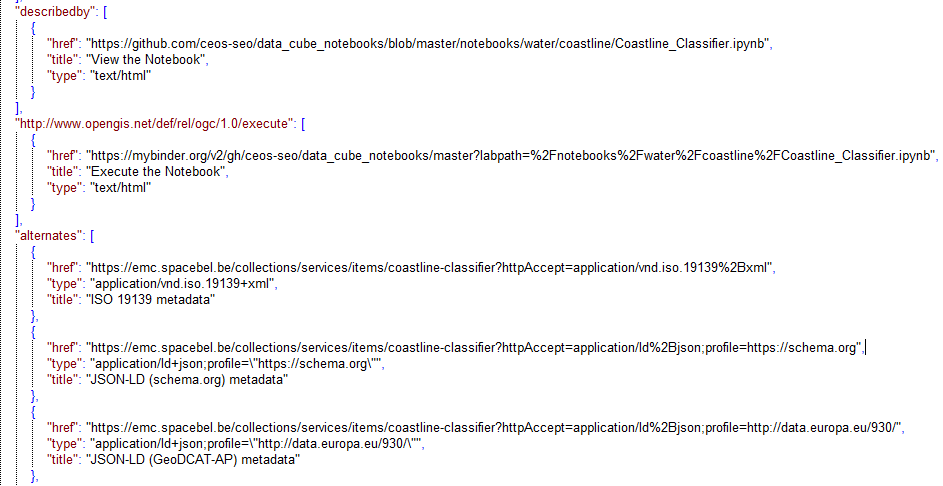 ],
"describedby": [
{
"href": "https://github.com/ceos-seo/data_cube_notebooks/blob/master/notebooks/water/coastline/Coastline_Classifier.ipynb",
"title": "View the Notebook",
"type": "text/html"
}
],
"http://www.opengis.net/def/rel/ogc/1.0/execute": [
{
"href": "https://mybinder.org/v2/gh/ceos-seo/data_cube_notebooks/master?labpath=%2Fnotebooks%2Fwater%2Fcoastline%2FCoastline_Classifier.ipynb",
"title": "Execute the Notebook",
"type": "text/html"
}
],
"alternates": [
{
"href": "https://emc.spacebel.be/collections/services/items/coastline-classifier?httpAccept=application/vnd.iso.19139%2Bxml",
"type": "application/vnd.iso.19139+xml",
"title": "ISO 19139 metadata"
},
{
"href": "https://emc.spacebel.be/collections/services/items/coastline-classifier?httpAccept=application/ld%2Bjson;profile=https://schema.org",
"type": "application/ld+json;profile=\"https://schema.org\"",
"title": "JSON-LD (schema.org) metadata"
},
{
"href": "https://emc.spacebel.be/collections/services/items/coastline-classifier?httpAccept=application/ld%2Bjson;profile=http://data.europa.eu/930/",
"type": "application/ld+json;profile=\"http://data.europa.eu/930/\"",
"title": "JSON-LD (GeoDCAT-AP) metadata"
},